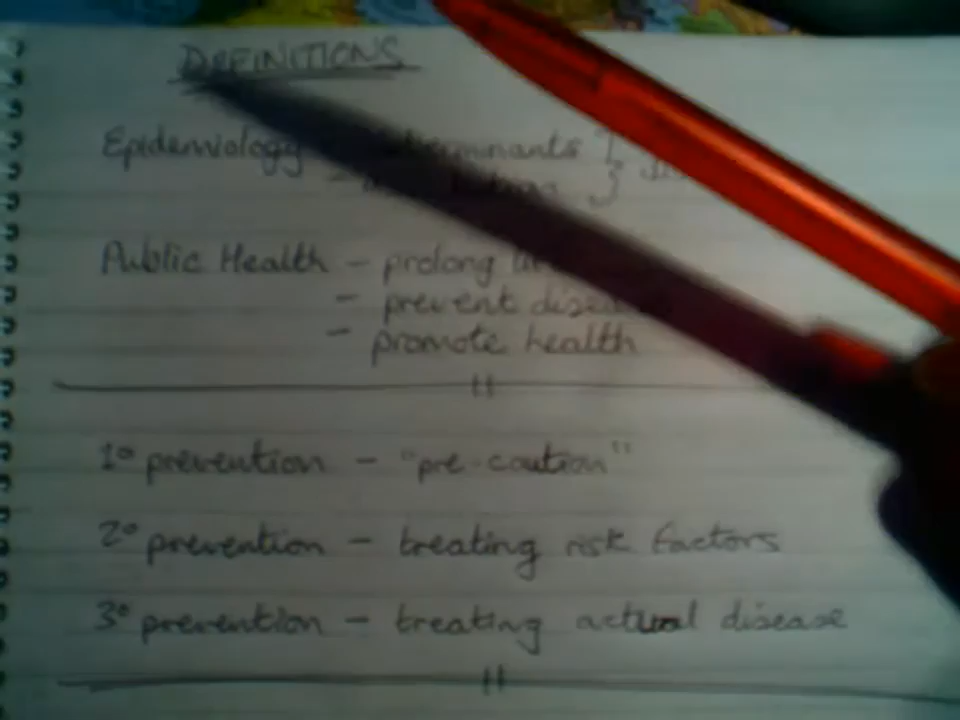 DEFINITIONS
Epidemiology - determinants }
Public Health - prolong
- prevent
- promote health
1° prevention - "pre-caution"
2° prevention - treating risk factors
3° prevention - treating actual disease